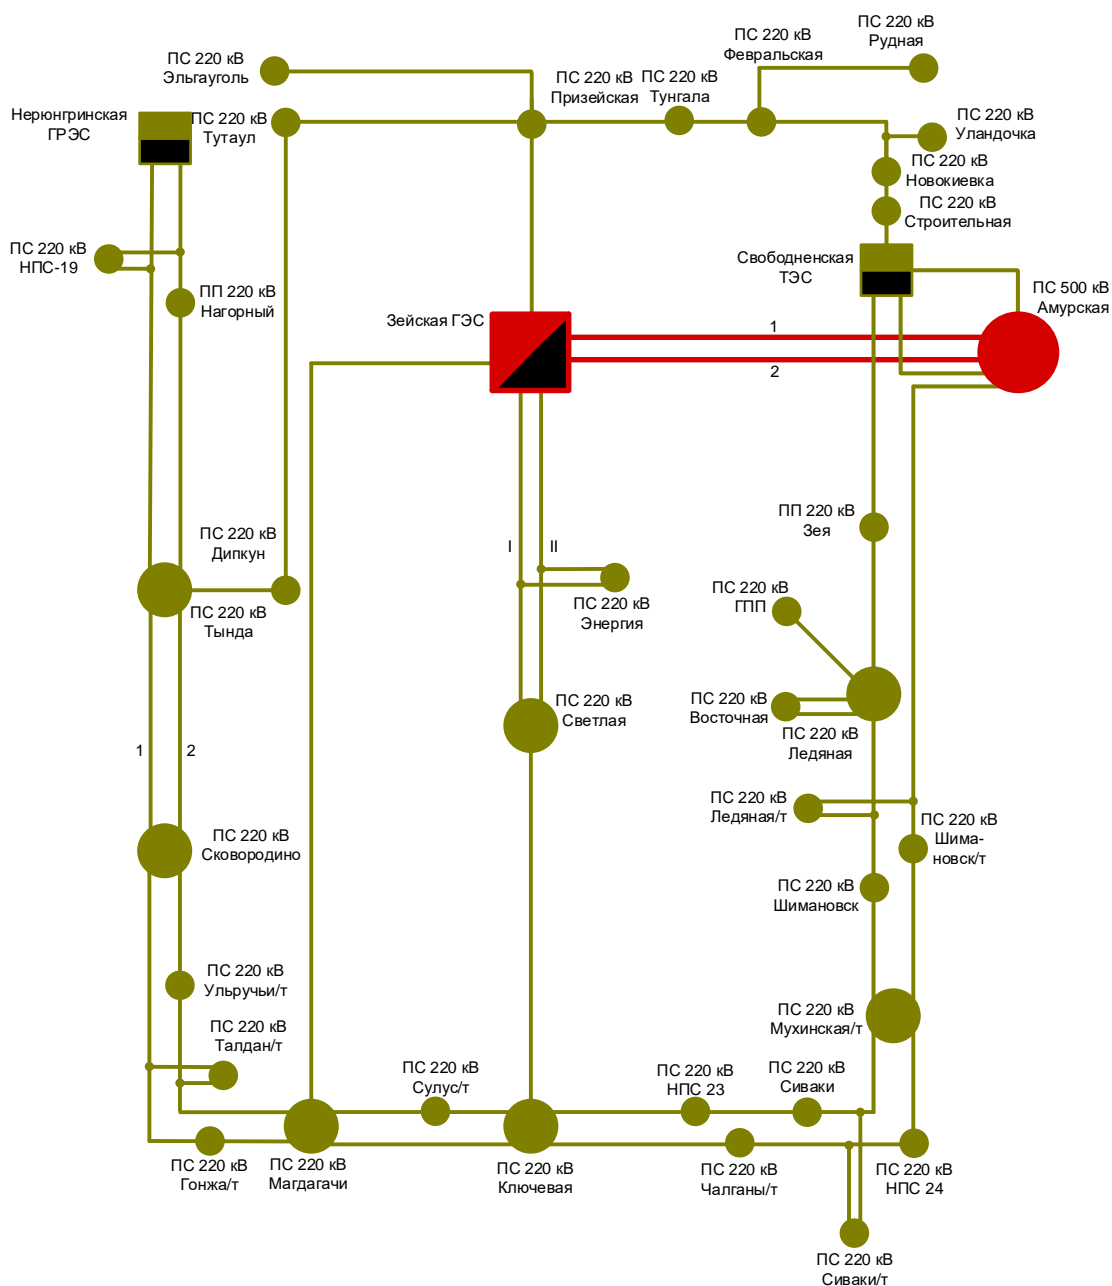 ПС 220 кВ
Рудная
ПС 220 кВ
Февральская
ПС 220 кВ
Эльгауголь
ПС 220 кВ
Призейская
ПС 220 кВ
Тунгала
Нерюнгринская
ГРЭС
ПС 220 кВ
Тутаул
ПС 220 кВ
Уландочка
ПС 220 кВ
Новокиевка
ПС 220 кВ
Строительная
ПС 220 кВ
НПС-19
ПП 220 кВ
Нагорный
Свободненская
ТЭС
ПС 500 кВ
Амурская
Зейская ГЭС
1
2
ПП 220 кВ
Зея
ПС 220 кВ
Дипкун
I
II
ПС 220 кВ
Тында
ПС 220 кВ
Энергия
ПС 220 кВ
ГПП
ПС 220 кВ
Светлая
ПС 220 кВ
Восточная
ПС 220 кВ
Ледяная
1
2
ПС 220 кВ
Ледяная/т
ПС 220 кВ
Сковородино
ПС 220 кВ
Шима-
новск/т
ПС 220 кВ
Шимановск
ПС 220 кВ
Ульручьи/т
ПС 220 кВ
Мухинская/т
ПС 220 кВ
Талдан/т
ПС 220 кВ
Сулус/т
ПС 220 кВ
НПС 23
ПС 220 кВ
Сиваки
ПС 220 кВ
Гонжа/т
ПС 220 кВ
Магдагачи
ПС 220 кВ
Ключевая
ПС 220 кВ
Чалганы/т
ПС 220 кВ
НПС 24
ПС 220 кВ
Сиваки/т